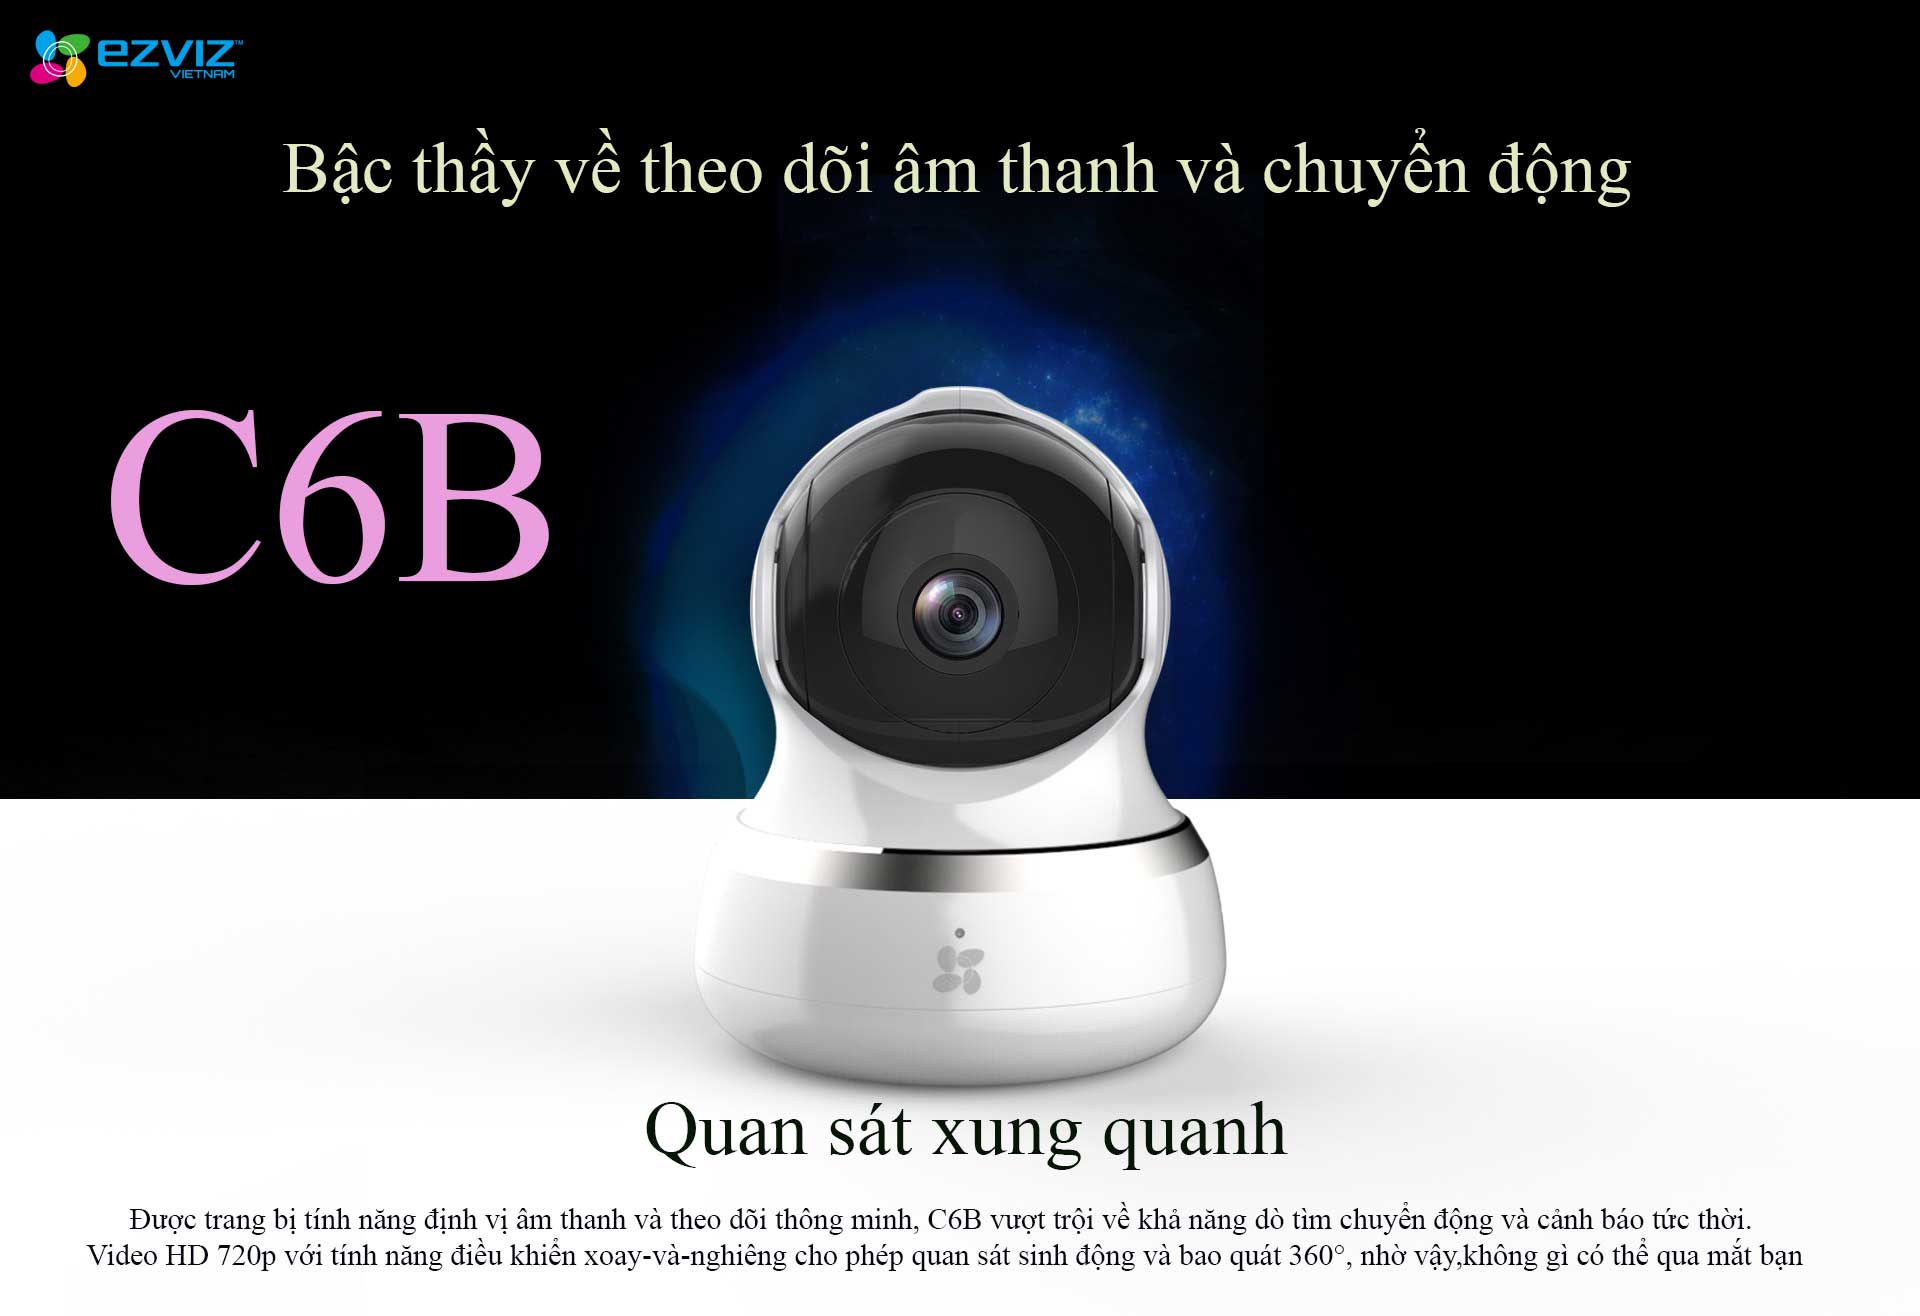 ezviz™
VIETNAM
Bậc thầy về theo dõi âm thanh và chuyển động
C6B
Quan sát xung quanh
Được trang bị tính năng định vị âm thanh và theo dõi thông minh, C6B vượt trội về khả năng dò tìm chuyển động và cảnh báo tức thời.
Video HD 720p với tính năng điều khiển xoay-và-nghiêng cho phép quan sát sinh động và bao quát 360°, nhờ vậy,không gì có thể qua mắt bạn